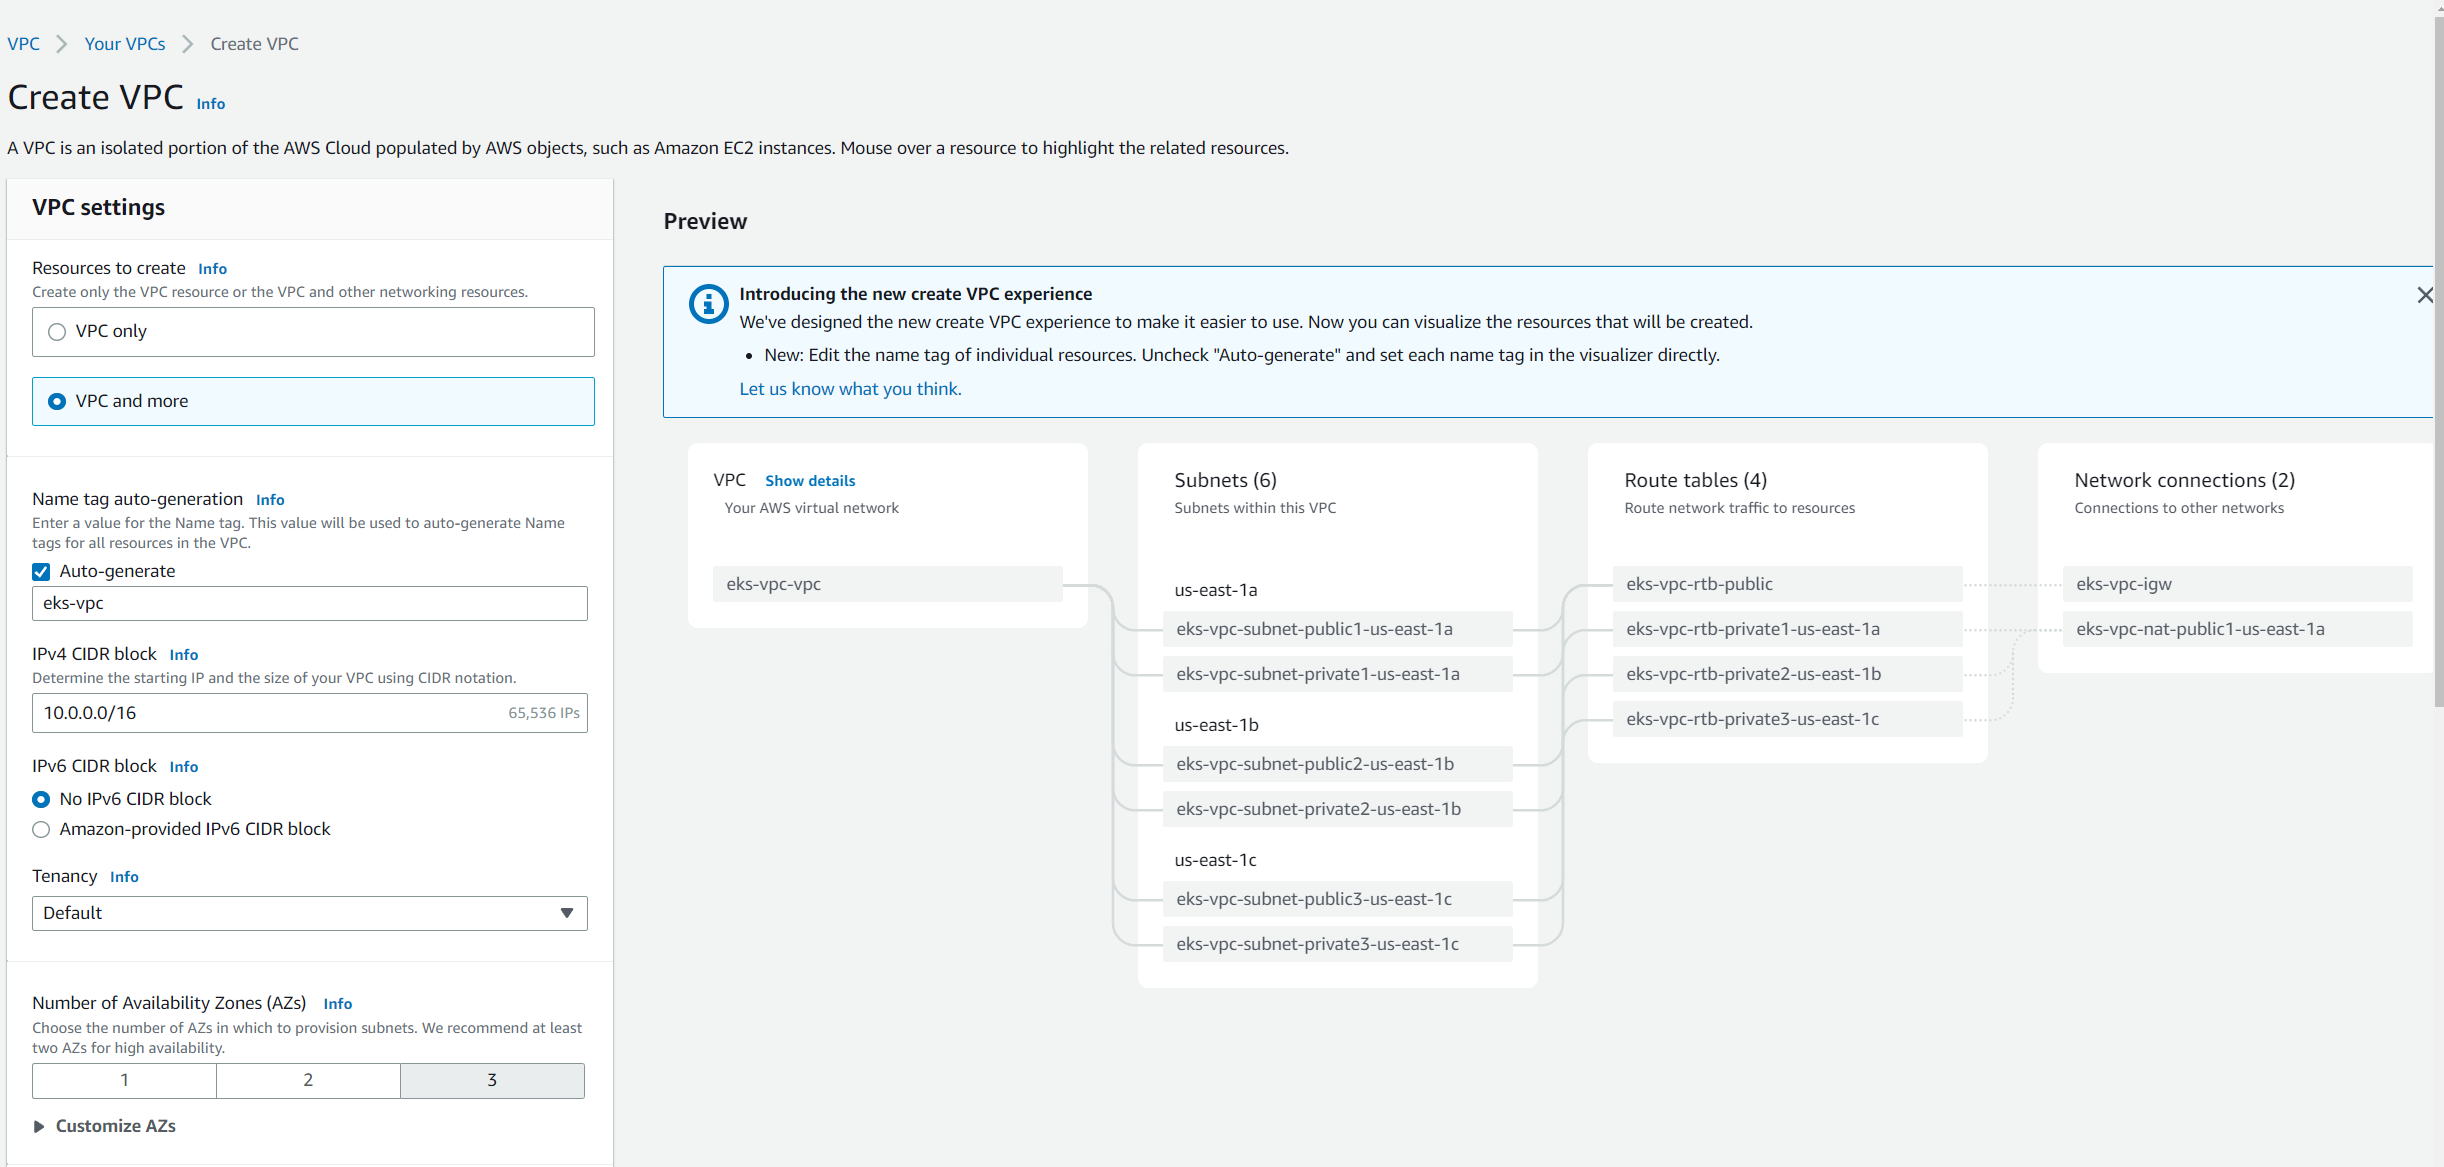 VPC
Your VPCs
Create VPC
Create VPC Info
A VPC is an isolated portion of the AWS Cloud populated by AWS objects, such as Amazon EC2 instances. Mouse over a resource to highlight the related resources.
VPC settings
Resources to create Info
Create only the VPC resource or the VPC and other networking resources.
VPC only
VPC and more
Name tag auto-generation Info
Enter a value for the Name tag. This value will be used to auto-generate Name
tags for all resources in the VPC.
Auto-generate
eks-vpc
IPv4 CIDR block Info
Determine the starting IP and the size of your VPC using CIDR notation.
10.0.0.0/16 65,536 IPs
IPv6 CIDR block Info
No IPv6 CIDR block
Amazon-provided IPv6 CIDR block
Tenancy Info
Default
Number of Availability Zones (AZs) Info
Choose the number of AZs in which to provision subnets. We recommend at least
two AZs for high availability.
1 2 3
Customize AZs
Preview
Introducing the new create VPC experience
We've designed the new create VPC experience to make it easier to use. Now you can visualize the resources that will be created.
• New: Edit the name tag of individual resources. Uncheck "Auto-generate" and set each name tag in the visualizer directly.
Let us know what you think.
VPC Show details
Your AWS virtual network
eks-vpc-vpc
Subnets (6)
Subnets within this VPC
us-east-1a
eks-vpc-subnet-public1-us-east-1a
eks-vpc-subnet-private1-us-east-1a
us-east-1b
eks-vpc-subnet-public2-us-east-1b
eks-vpc-subnet-private2-us-east-1b
us-east-1c
eks-vpc-subnet-public3-us-east-1c
eks-vpc-subnet-private3-us-east-1c
Route tables (4)
Route network traffic to resources
eks-vpc-rtb-public
eks-vpc-rtb-private1-us-east-1a
eks-vpc-rtb-private2-us-east-1b
eks-vpc-rtb-private3-us-east-1c
Network connections (2)
Connections to other networks
eks-vpc-igw
eks-vpc-nat-public1-us-east-1a